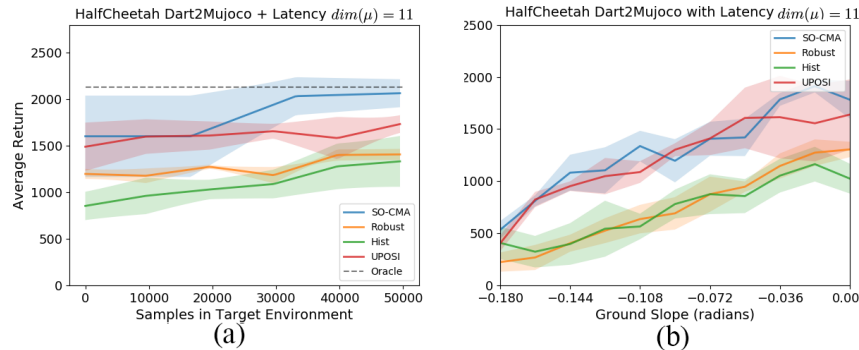 HalfCheetah Dart2Mujoco + Latency dim(μ) = 11
2500
2000
1500
1000
500
0
Average Return
SO-CMA
Robust
Hist
UPOSI
Oracle
0 10000 20000 30000 40000 50000
Samples in Target Environment
(a)
HalfCheetah Dart2Mujoco with Latency dim(μ) = 11
2500
2000
1500
1000
500
0
SO-CMA
Robust
Hist
UPOSI
−0.180 −0.144 −0.108 −0.072 −0.036 0.00
Ground Slope (radians)
(b)